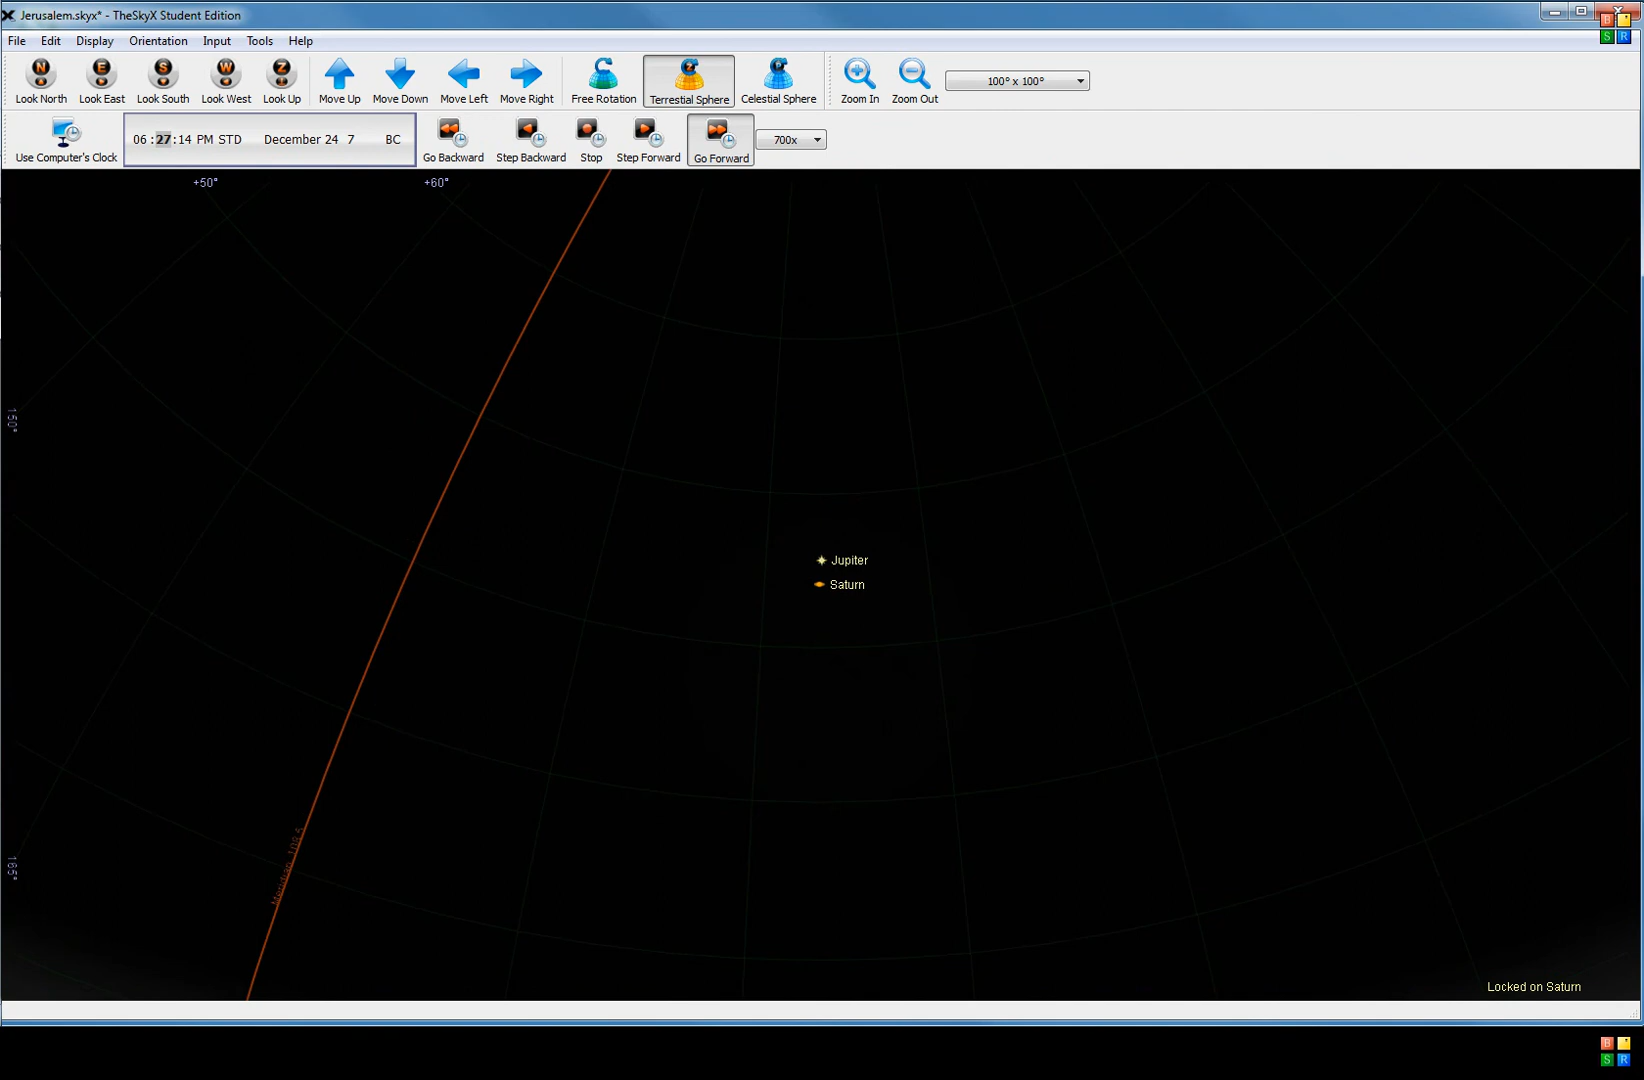 Jerusalem.skyx* - TheSkyX Student Edition
File Edit Display Orientation Input Tools Help
B
S R
N E S W Z
Look North Look East Look South Look West Look Up Move Up Move Down Move Left Move Right Free Rotation Terrestial Sphere Celestial Sphere Zoom In Zoom Out 100° x 100°
Use Computer's Clock 06 :27:14 PM STD December 24 7 BC Go Backward Step Backward Stop Step Forward Go Forward 700x
+50° +60°
Jupiter
Saturn
Locked on Saturn
B
S R